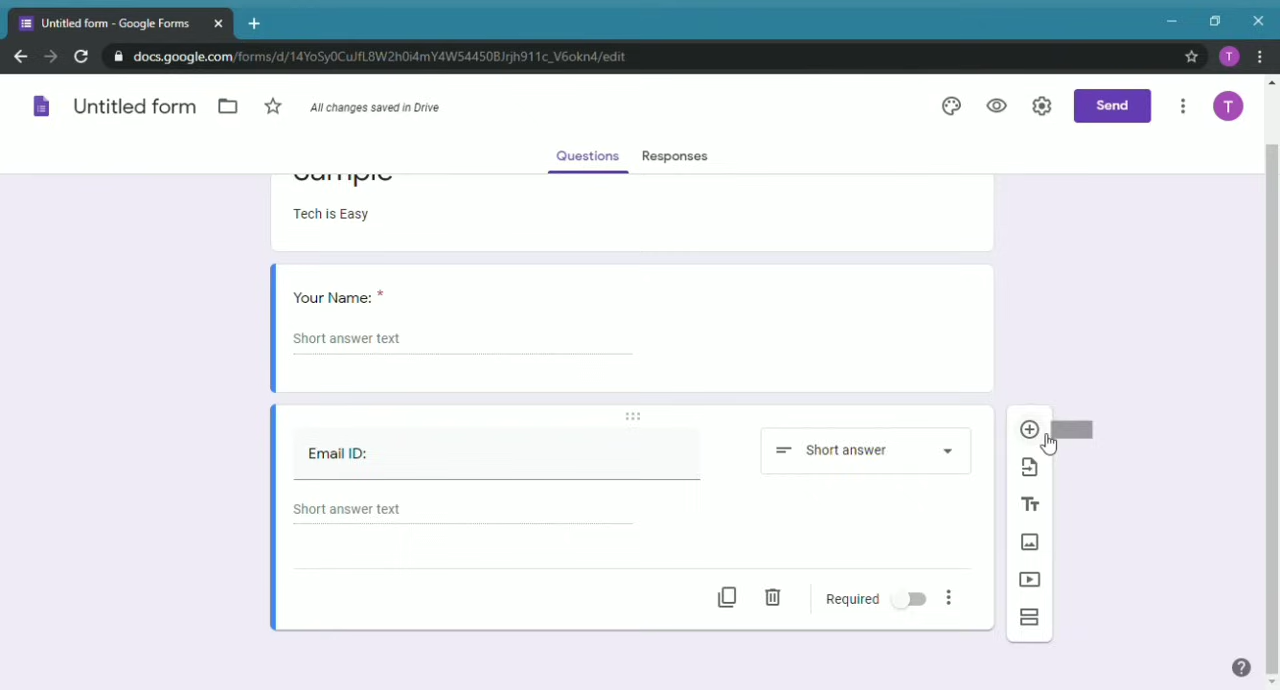 Untitled form - Google Forms
docs.google.com/forms/d/14YoSy0CuJfL8W2h0i4mY4W54450BJrjh911c_V6okn4/edit
T
Untitled form
All changes saved in Drive
Send
T
Questions
Responses
Sample
Tech is Easy
Your Name: *
Short answer text
Email ID:
Short answer
Short answer text
Required